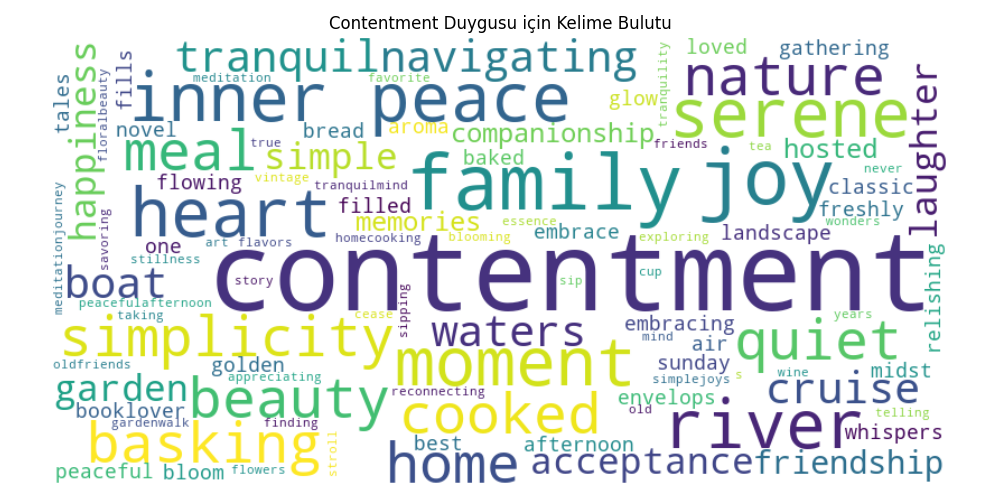 Contentment Duygusu için Kelime Bulutu
tranquil navigating
loved
gathering
happiness
tales
floralbeauty
fills
meditation
favorite
inner peace
glow
tranquility
nature
serene
laughter
novel
true
bread
aroma
companionship
friends
tea
hosted
never
meal
simple
baked
family
joy
classic
flowing
vintage
tranquilmind
filled
freshly
heart
memories
essence
embrace
wonders
landscape
meditationjourney
savoring
one
art
flavors
homecooking
blooming
exploring
relishing
stillness
contentment
story
sip
cup
boat
peacefulafternoon
taking
cease
sipping
simplicity
waters
embracing
years
mind
air
quiet
oldfriends
golden
moment
sunday
midst
appreciating
simplejoys
s
wine
garden
beauty
reconnecting
envelops
cruise
booklover
gardenwalk
finding
cooked
old
river
telling
whispers
basking
stroll
best
afternoon
home
acceptance
friendship
peaceful
bloom
flowers